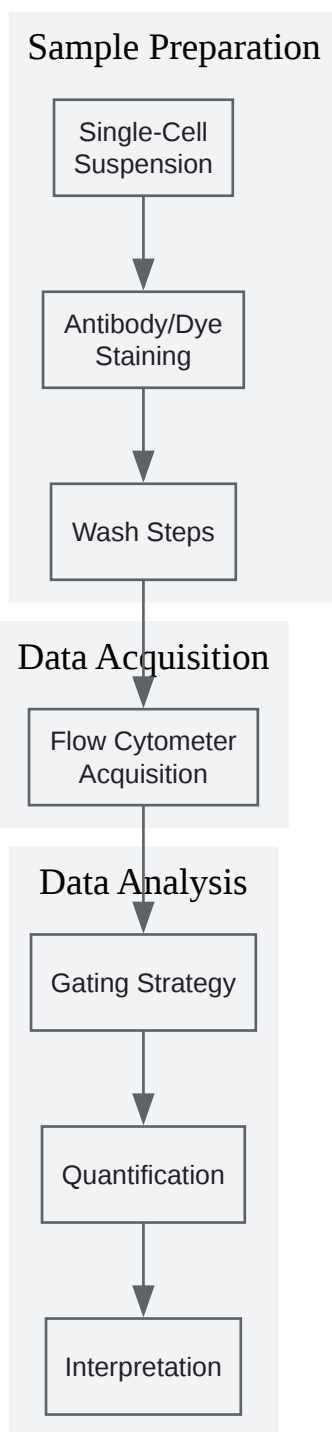 Sample Preparation
Single-Cell
Suspension
Antibody/Dye
Staining
Wash Steps
Data Acquisition
Flow Cytometer
Acquisition
Data Analysis
Gating Strategy
Quantification
Interpretation